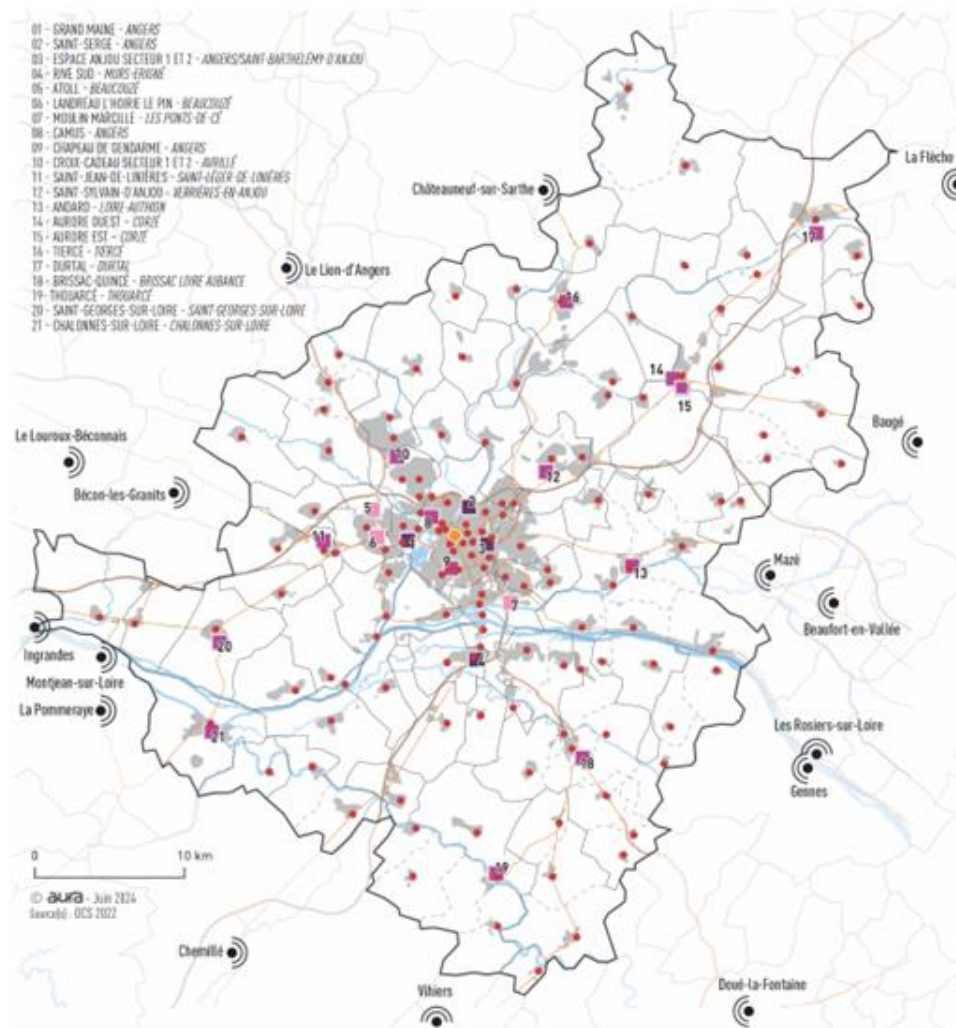 01 - GRAND MAINE - ANGERS
02 - SAINT-SERGE - ANGERS
03 - ESPACE ANJOU SECTEUR 1 ET 2 - ANGERS/SAINT-BARTHÉLÉMY-D'ANJOU
04 - RIVE SUD - MURS-ERIGNÉ
05 - ATOLL - BEAUCOUZÉ
06 - LANDREAU L'HOIRIE LE PIN - BEAUCOUZÉ
07 - MOULIN MARCILLE - LES PONTS-DE-CÉ
08 - CAMUS - ANGERS
09 - CHAPEAU DE GENDARME - ANGERS
10 - CROIX-CADEAU SECTEUR 1 ET 2 - AVRILLÉ
11 - SAINT-JEAN-DE-LINIÈRES - SAINT-LÉGER-DE-LINIÈRES
12 - SAINT-SYLVAIN-D'ANJOU - VERRIÈRES-EN-ANJOU
13 - ANDARD - LOIRE-AUTHION
14 - AURORE OUEST - CORZÉ
15 - AURORE EST - CORZÉ
16 - TIERCÉ - TIERCÉ
17 - DURTAL - DURTAL
18 - BRISSAC-QUINCÉ - BRISSAC LOIRE AUBANCE
19 - THOUARCÉ - THOUARCÉ
20 - SAINT-GEORGES-SUR-LOIRE - SAINT GEORGES SUR LOIRE
21 - CHALONNES-SUR-LOIRE - CHALONNES-SUR-LOIRE
La Flèche
Châteauneuf-sur-Sarthe
17
Le Lion-d'Angers
16
14
15
Baugé
Le Louroux-Béconnais
10
12
Bécon-les-Granits
5
2
8
11
6
3
9
13
Mazé
7
Beaufort-en-Vallée
20
Ingrandes
4
Montjean-sur-Loire
La Pommeraye
21
Les Rosiers-sur-Loire
18
Gennes
0 10 km
19
© aura - Juin 2024
Source(s) : OCS 2022
Chemillé
Vihiers
Doué-la-Fontaine